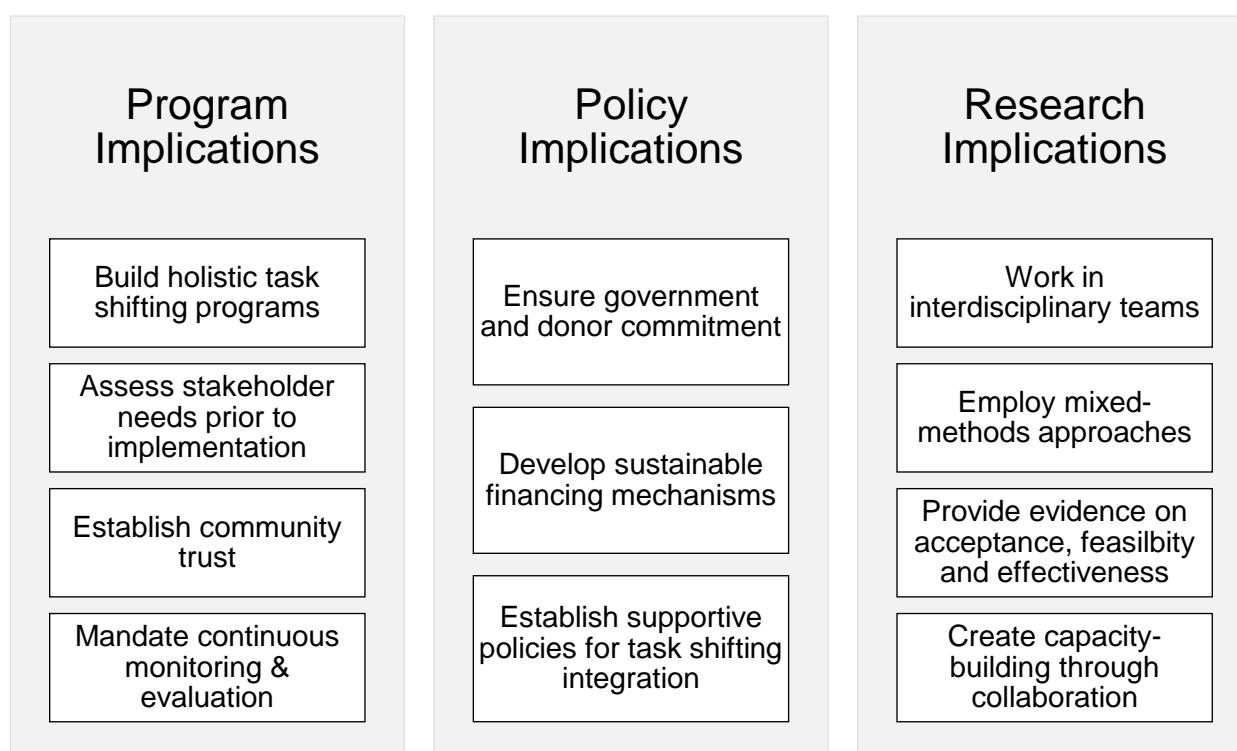 Program
Implications
Build holistic task
shifting programs
Assess stakeholder
needs prior to
implementation
Establish community
trust
Mandate continuous
monitoring &
evaluation
Policy
Implications
Ensure government
and donor commitment
Develop sustainable
financing mechanisms
Establish supportive
policies for task shifting
integration
Research
Implications
Work in
interdisciplinary teams
Employ mixed-
methods approaches
Provide evidence on
acceptance, feasilbity
and effectiveness
Create capacity-
building through
collaboration